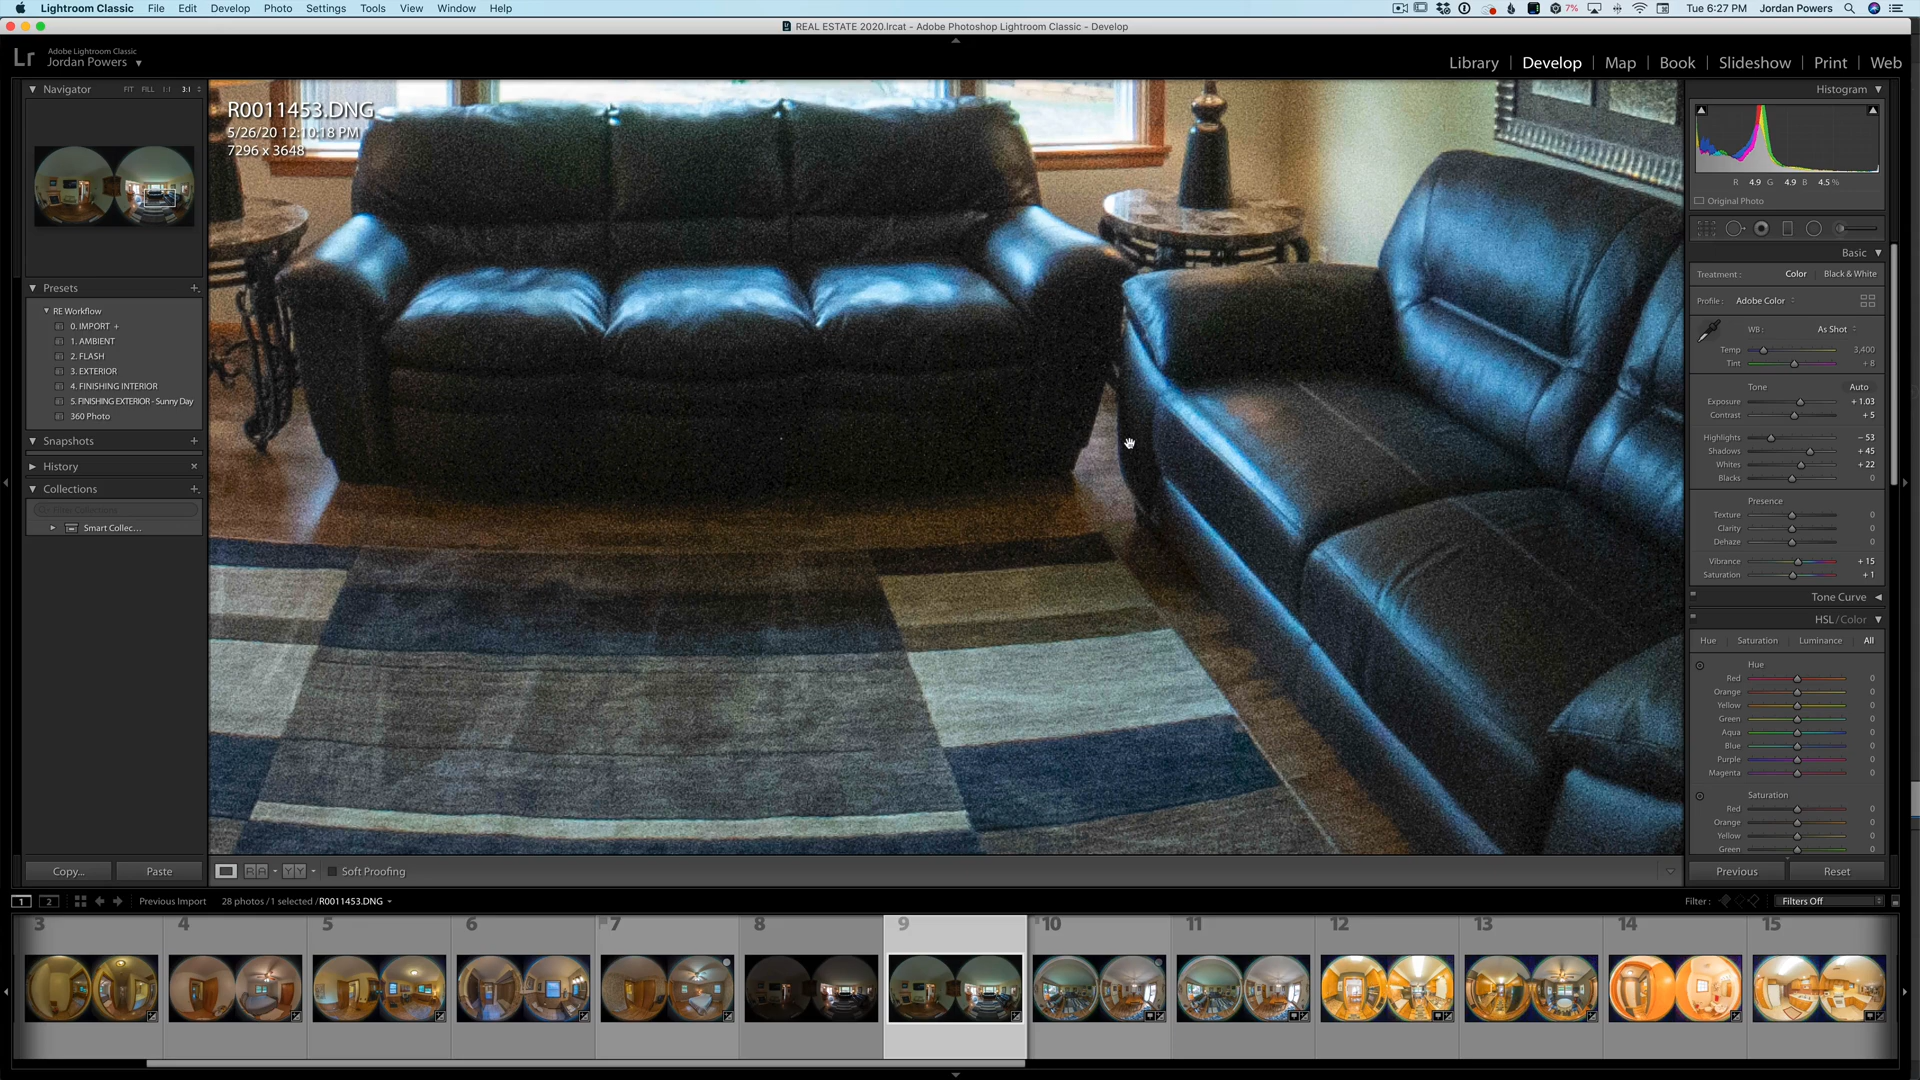 Lightroom Classic File Edit Develop Photo Settings Tools View Window Help 7% Tue 6:27 PM Jordan Powers
REAL ESTATE 2020.lrcat - Adobe Photoshop Lightroom Classic - Develop
Lr
Adobe Lightroom Classic
Jordan Powers
Library | Develop | Map | Book | Slideshow | Print | Web
Navigator FIT FILL 1:1 3:1
Presets
RE Workflow
0. IMPORT +
1. AMBIENT
2. FLASH
3. EXTERIOR
4. FINISHING INTERIOR
5. FINISHING EXTERIOR - Sunny Day
360 Photo
Snapshots
History
Collections
Smart Collec...
Copy... Paste
R0011453.DNG
5/26/20 12:10:18 PM
7296 x 3648
Soft Proofing
Histogram
R 4.9 G 4.9 B 4.5 %
Original Photo
Basic
Treatment : Color Black & White
Profile : Adobe Color
WB : As Shot
Temp 3,400
Tint + 8
Tone Auto
Exposure + 1.03
Contrast + 5
Highlights − 53
Shadows + 45
Whites + 22
Blacks 0
Presence
Texture 0
Clarity 0
Dehaze 0
Vibrance + 15
Saturation + 1
Tone Curve
HSL / Color
Hue Saturation Luminance All
Hue
Red 0
Orange 0
Yellow 0
Green 0
Aqua 0
Blue 0
Purple 0
Magenta 0
Saturation
Red 0
Orange 0
Yellow 0
Green 0
Previous Reset
1 2 Previous Import 28 photos / 1 selected / R0011453.DNG Filter : Filters Off
3 4 5 6 7 8 9 10 11 12 13 14 15